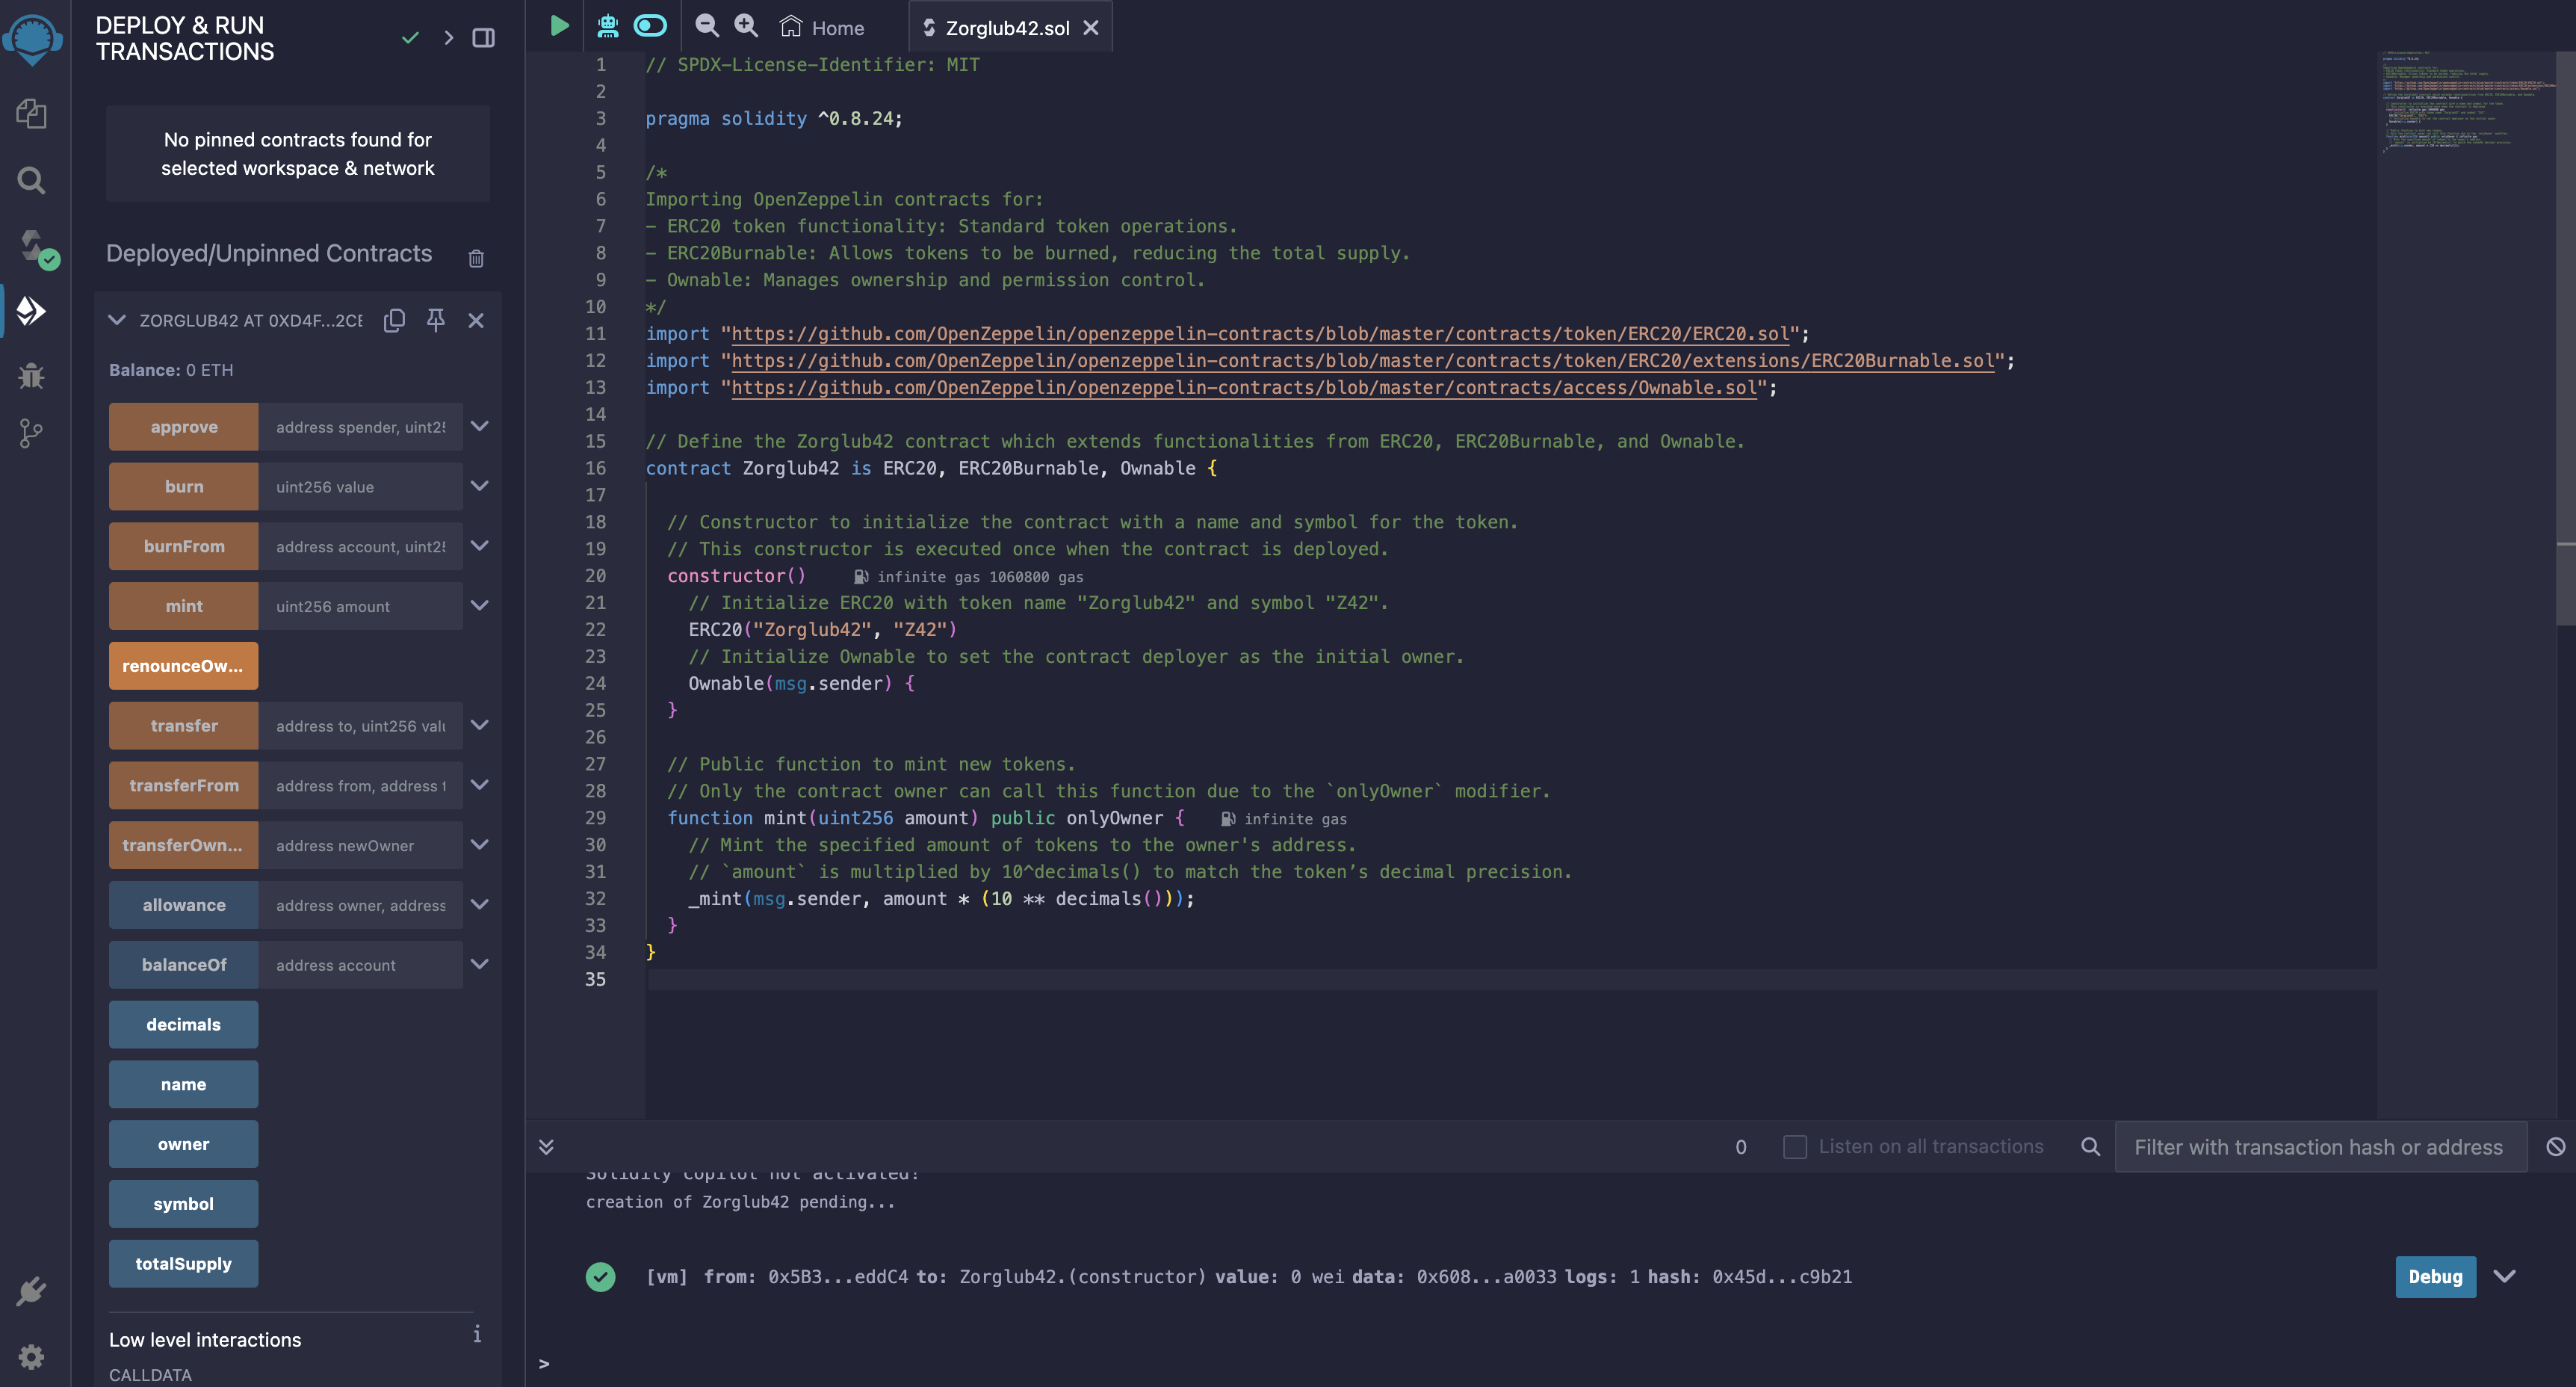 DEPLOY & RUN
TRANSACTIONS
No pinned contracts found for
selected workspace & network
Deployed/Unpinned Contracts
ZORGLUB42 AT 0XD4F...2CE
Balance: 0 ETH
approve address spender, uint25
burn uint256 value
burnFrom address account, uint25
mint uint256 amount
renounceOw...
transfer address to, uint256 valu
transferFrom address from, address t
transferOwn... address newOwner
allowance address owner, address
balanceOf address account
decimals
name
owner
symbol
totalSupply
Low level interactions
CALLDATA
Home
Zorglub42.sol
1 // SPDX-License-Identifier: MIT
2
3 pragma solidity ^0.8.24;
4
5 /*
6 Importing OpenZeppelin contracts for:
7 - ERC20 token functionality: Standard token operations.
8 - ERC20Burnable: Allows tokens to be burned, reducing the total supply.
9 - Ownable: Manages ownership and permission control.
10 */
11 import "https://github.com/OpenZeppelin/openzeppelin-contracts/blob/master/contracts/token/ERC20/ERC20.sol";
12 import "https://github.com/OpenZeppelin/openzeppelin-contracts/blob/master/contracts/token/ERC20/extensions/ERC20Burnable.sol";
13 import "https://github.com/OpenZeppelin/openzeppelin-contracts/blob/master/contracts/access/Ownable.sol";
14
15 // Define the Zorglub42 contract which extends functionalities from ERC20, ERC20Burnable, and Ownable.
16 contract Zorglub42 is ERC20, ERC20Burnable, Ownable {
17
18 // Constructor to initialize the contract with a name and symbol for the token.
19 // This constructor is executed once when the contract is deployed.
20 constructor() infinite gas 1060800 gas
21 // Initialize ERC20 with token name "Zorglub42" and symbol "Z42".
22 ERC20("Zorglub42", "Z42")
23 // Initialize Ownable to set the contract deployer as the initial owner.
24 Ownable(msg.sender) {
25 }
26
27 // Public function to mint new tokens.
28 // Only the contract owner can call this function due to the `onlyOwner` modifier.
29 function mint(uint256 amount) public onlyOwner { infinite gas
30 // Mint the specified amount of tokens to the owner's address.
31 // `amount` is multiplied by 10^decimals() to match the token’s decimal precision.
32 _mint(msg.sender, amount * (10 ** decimals()));
33 }
34 }
35
0 Listen on all transactions Filter with transaction hash or address
Solidity copilot not activated!
creation of Zorglub42 pending...
[vm] from: 0x5B3...eddC4 to: Zorglub42.(constructor) value: 0 wei data: 0x608...a0033 logs: 1 hash: 0x45d...c9b21
Debug
>